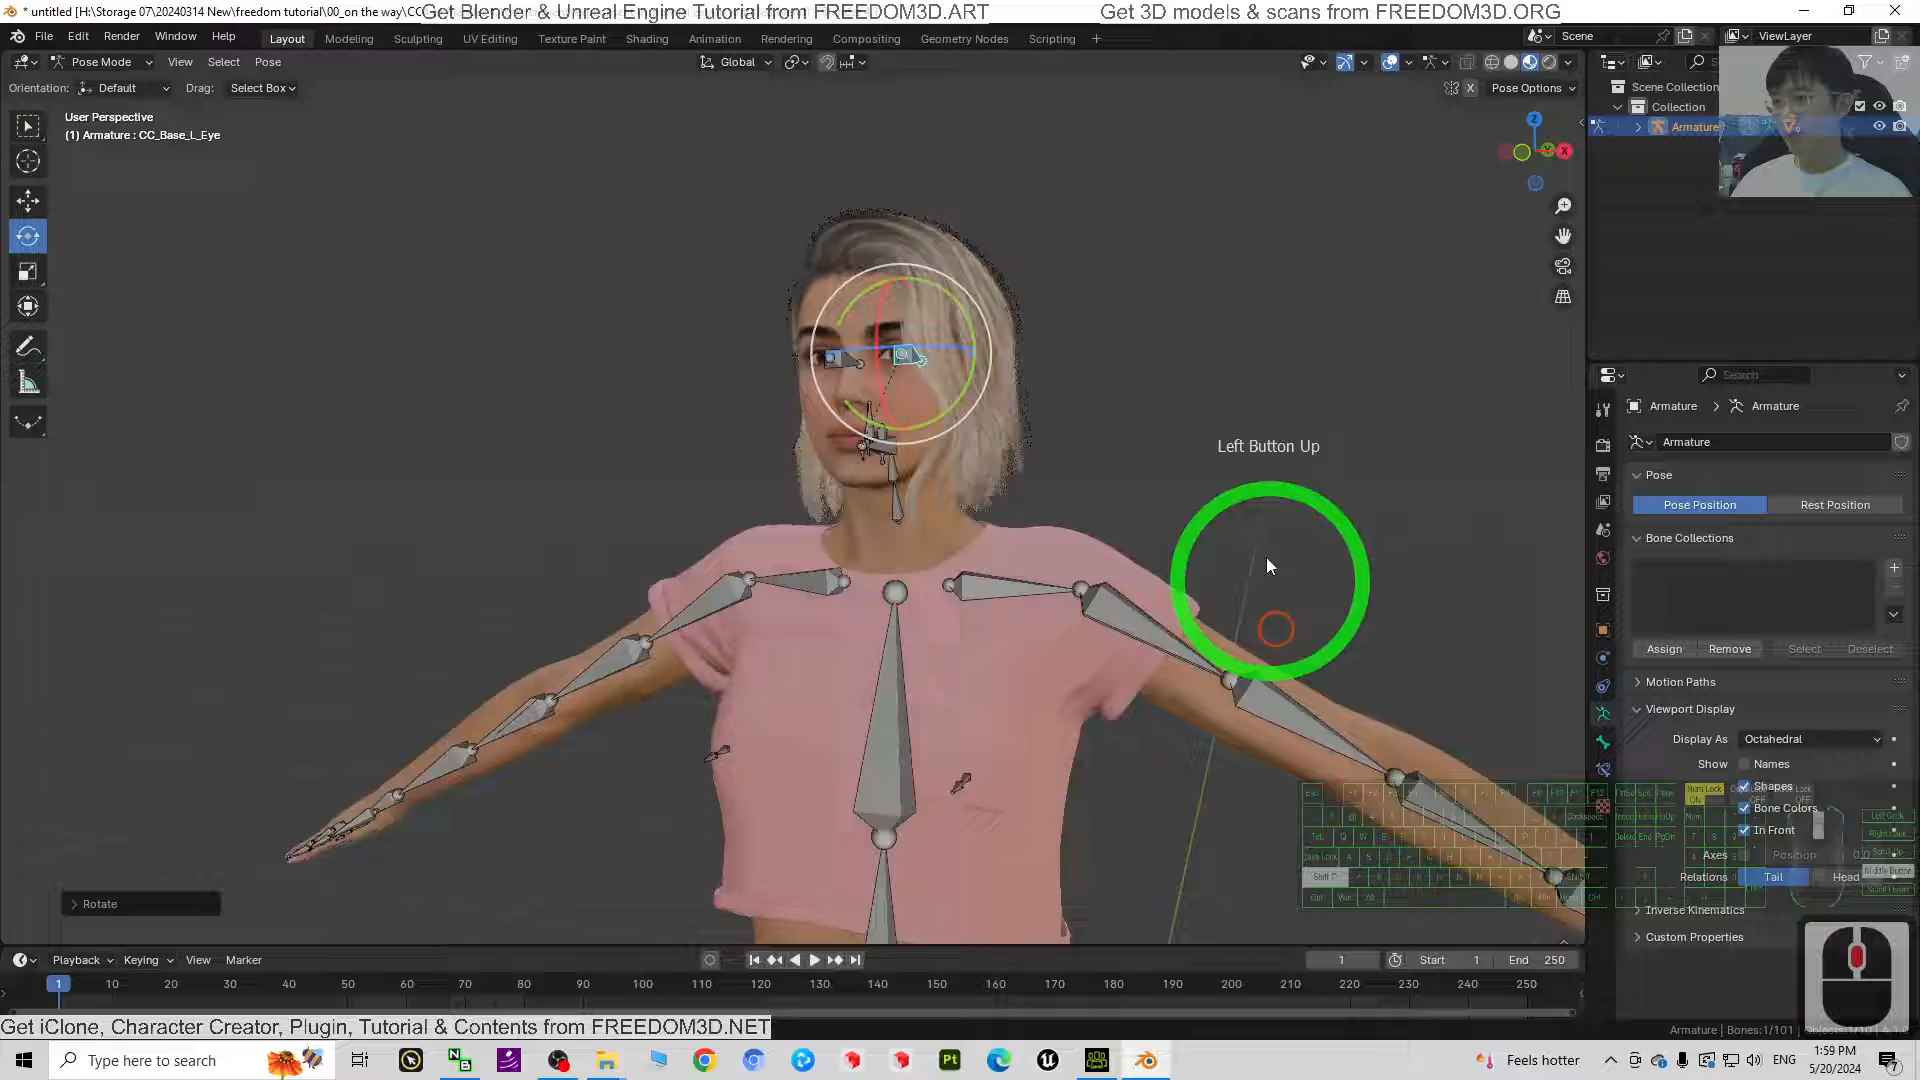 * untitled [H:\Storage 07\20240314 New\freedom tutorial\00_on the way\CC
Get Blender & Unreal Engine Tutorial from FREEDOM3D.ART
Get 3D models & scans from FREEDOM3D.ORG
File Edit Render Window Help
Layout Modeling Sculpting UV Editing Texture Paint Shading Animation Rendering Compositing Geometry Nodes Scripting +
Scene
ViewLayer
Pose Mode View Select Pose
Global
Orientation: Default Drag: Select Box
X Pose Options
Scene Collection
Collection
Armature
User Perspective
(1) Armature : CC_Base_L_Eye
Z
Y
X
Left Button Up
Search
Armature > Armature
Armature
Pose
Pose Position Rest Position
Bone Collections
Assign Remove Select Deselect
Motion Paths
Viewport Display
Display As Octahedral
Show Names
Shapes
Bone Colors
In Front
Axes Position 0.0
Relations Tail Head
Inverse Kinematics
Custom Properties
Rotate
Playback Keying View Marker
1 Start 1 End 250
1 10 20 30 40 50 60 70 80 90 100 110 120 130 140 150 160 170 180 190 200 210 220 230 240 250
Get iClone, Character Creator, Plugin, Tutorial & Contents from FREEDOM3D.NET
Armature | Bones:1/101
Type here to search
Feels hotter
ENG
1:59 PM
5/20/2024